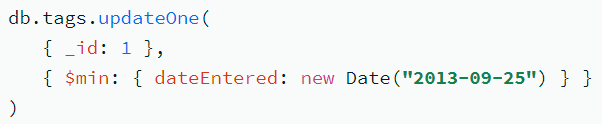 db.tags.updateOne(
{ _id: 1 },
{ $min: { dateEntered: new Date("2013-09-25") } }
)